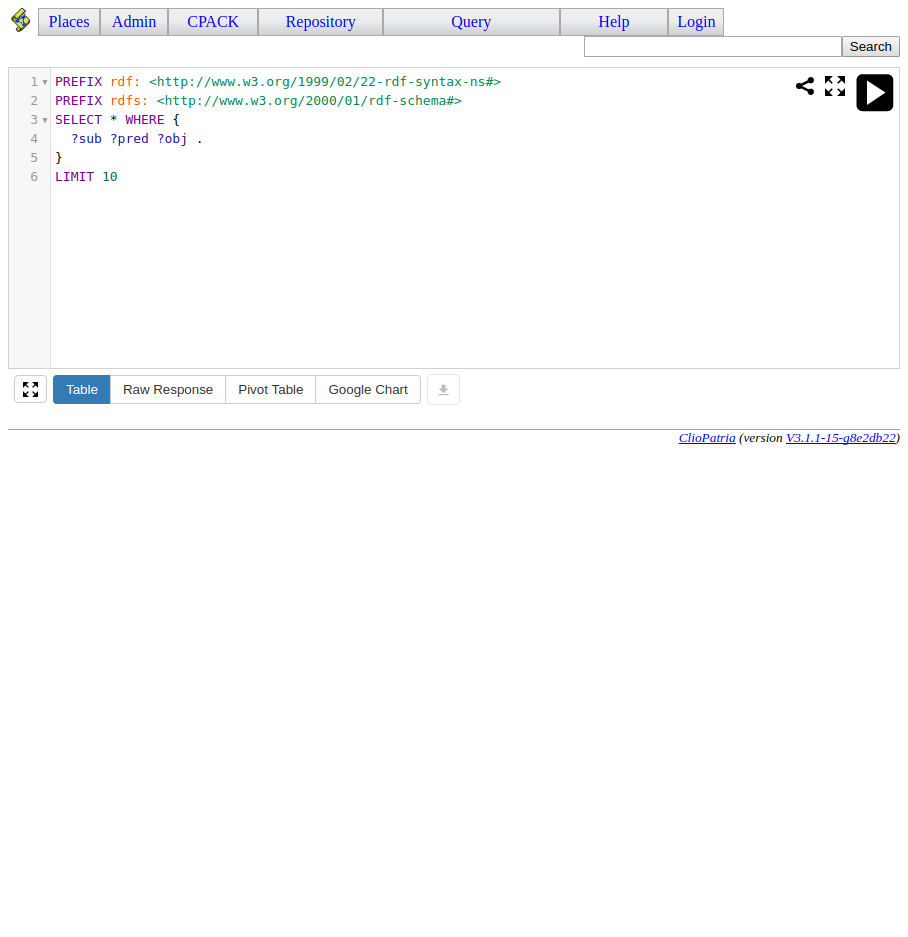 Places Admin CPACK Repository Query Help Login
Search
1 PREFIX rdf: <http://www.w3.org/1999/02/22-rdf-syntax-ns#>
2 PREFIX rdfs: <http://www.w3.org/2000/01/rdf-schema#>
3 SELECT * WHERE {
4   ?sub ?pred ?obj .
5 }
6 LIMIT 10
Table Raw Response Pivot Table Google Chart
ClioPatria (version V3.1.1-15-g8e2db22)